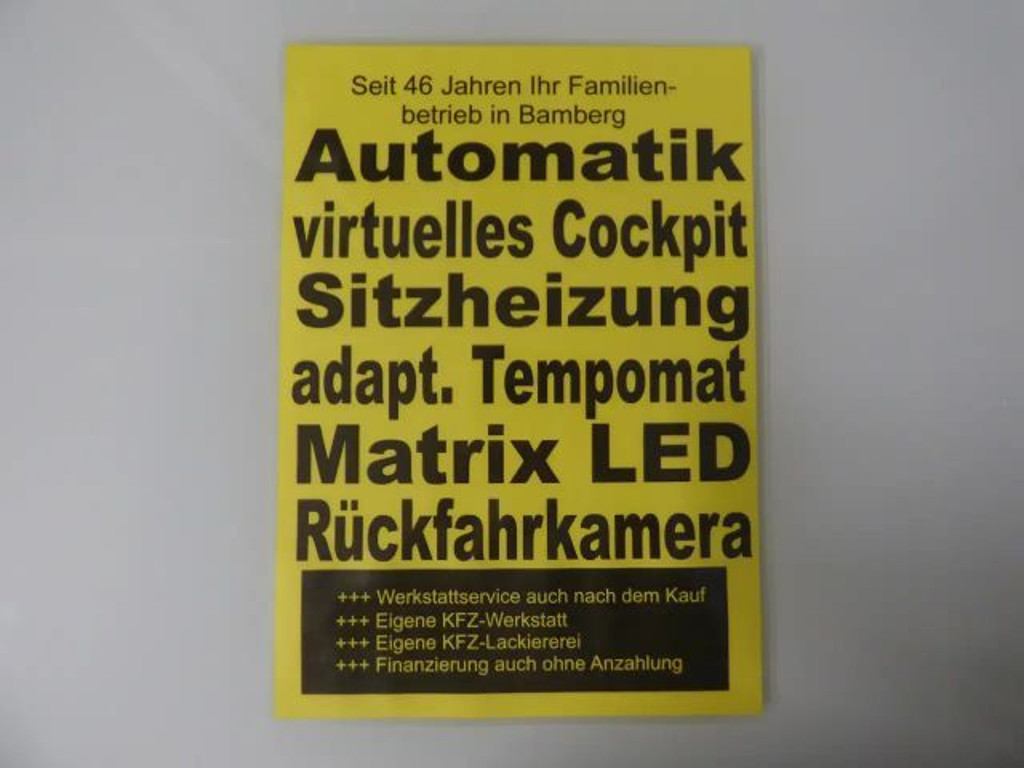 Seit 46 Jahren Ihr Familien-
betrieb in Bamberg
Automatik
virtuelles Cockpit
Sitzheizung
adapt. Tempomat
Matrix LED
Rückfahrkamera
+++ Werkstattservice auch nach dem Kauf
+++ Eigene KFZ-Werkstatt
+++ Eigene KFZ-Lackiererei
+++ Finanzierung auch ohne Anzahlung